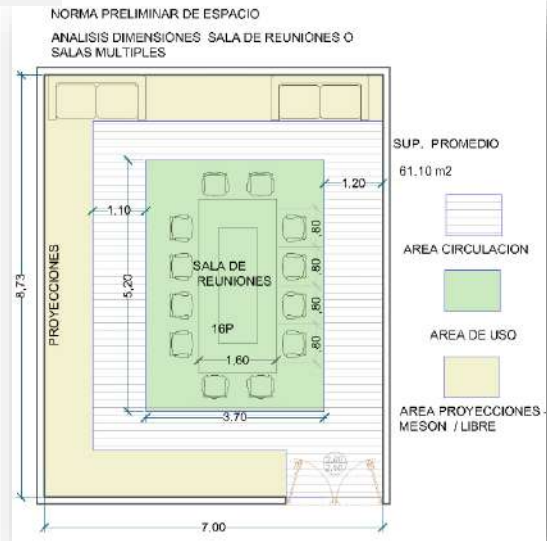 NORMA PRELIMINAR DE ESPACIO
ANALISIS DIMENSIONES SALA DE REUNIONES O
SALAS MULTIPLES
SUP. PROMEDIO
61.10 m2
1.20
1.10
AREA CIRCULACION
8,73
PROYECCIONES
5,20
,80
,80
,80
,80
SALA DE
REUNIONES
16P
1.60
AREA DE USO
3.70
AREA PROYECCIONES -
MESON / LIBRE
7.00